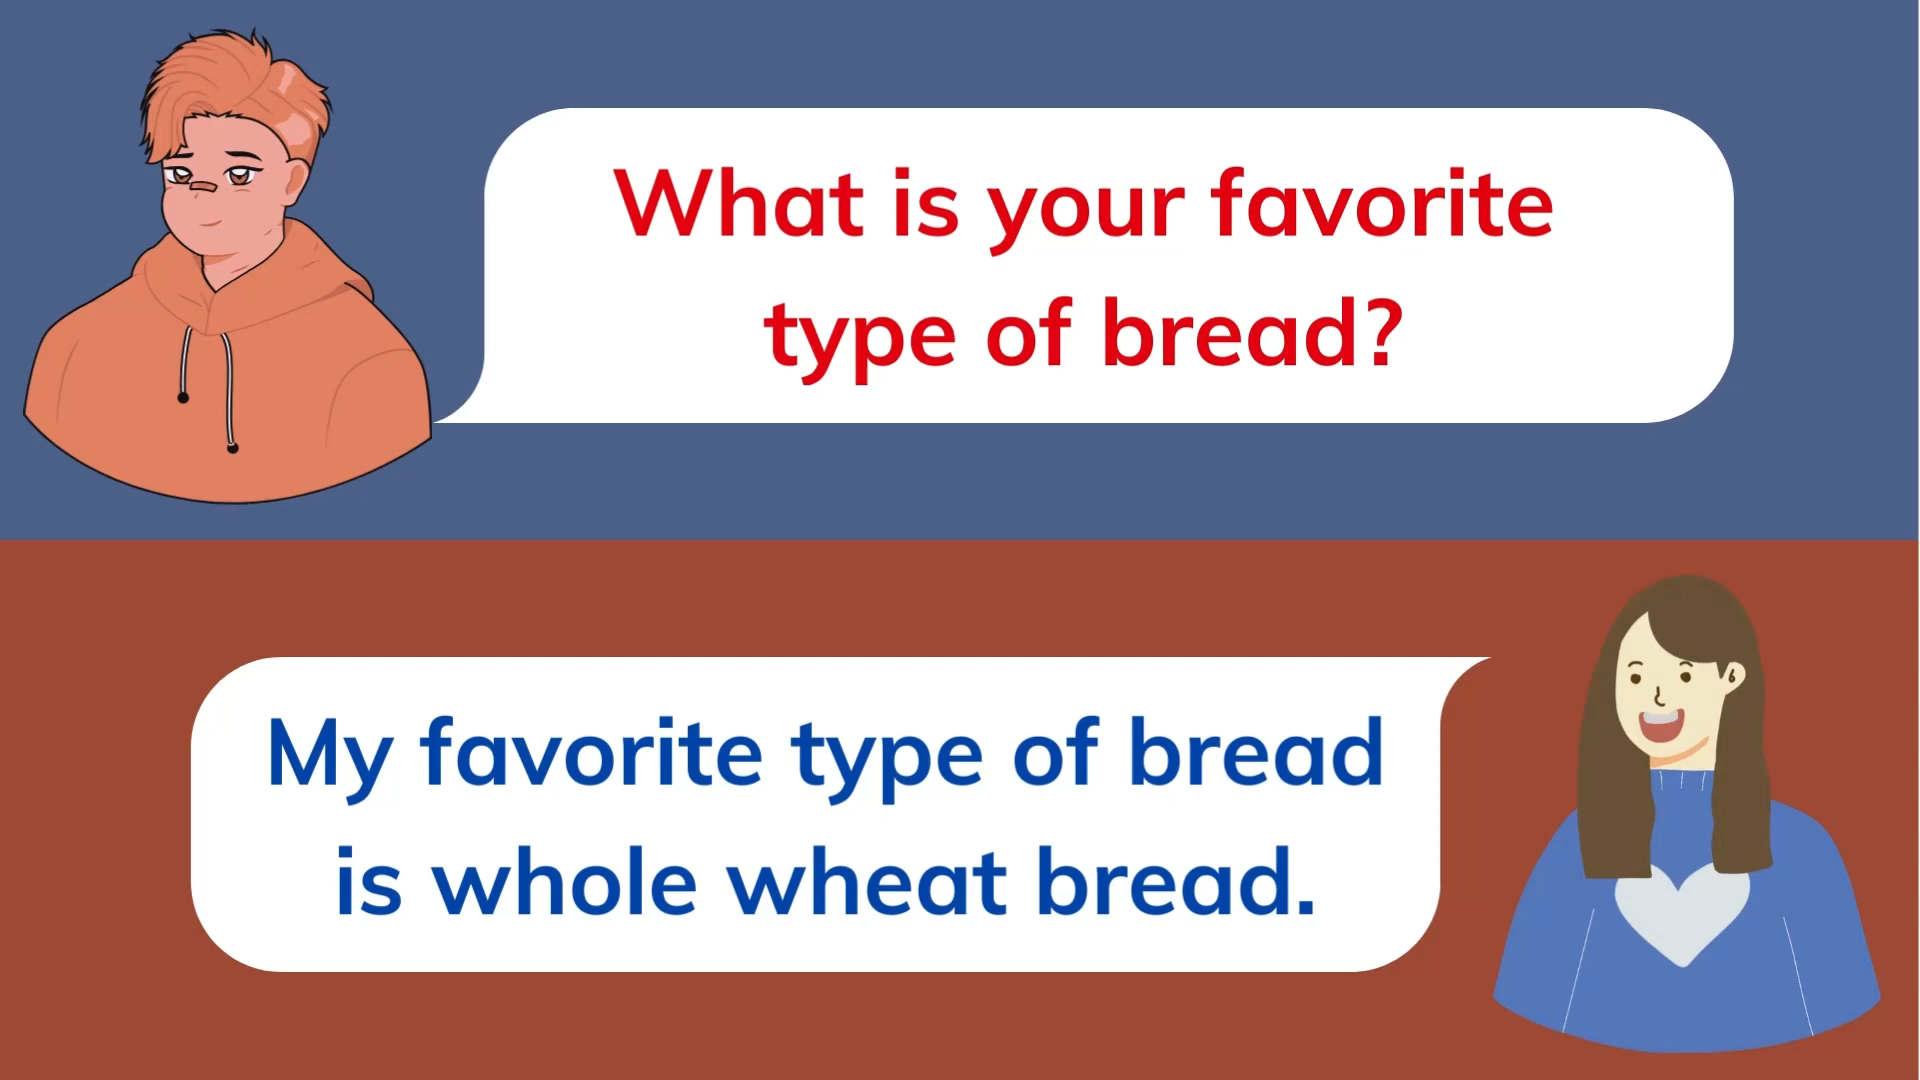 What is your favorite
type of bread?
My favorite type of bread
is whole wheat bread.